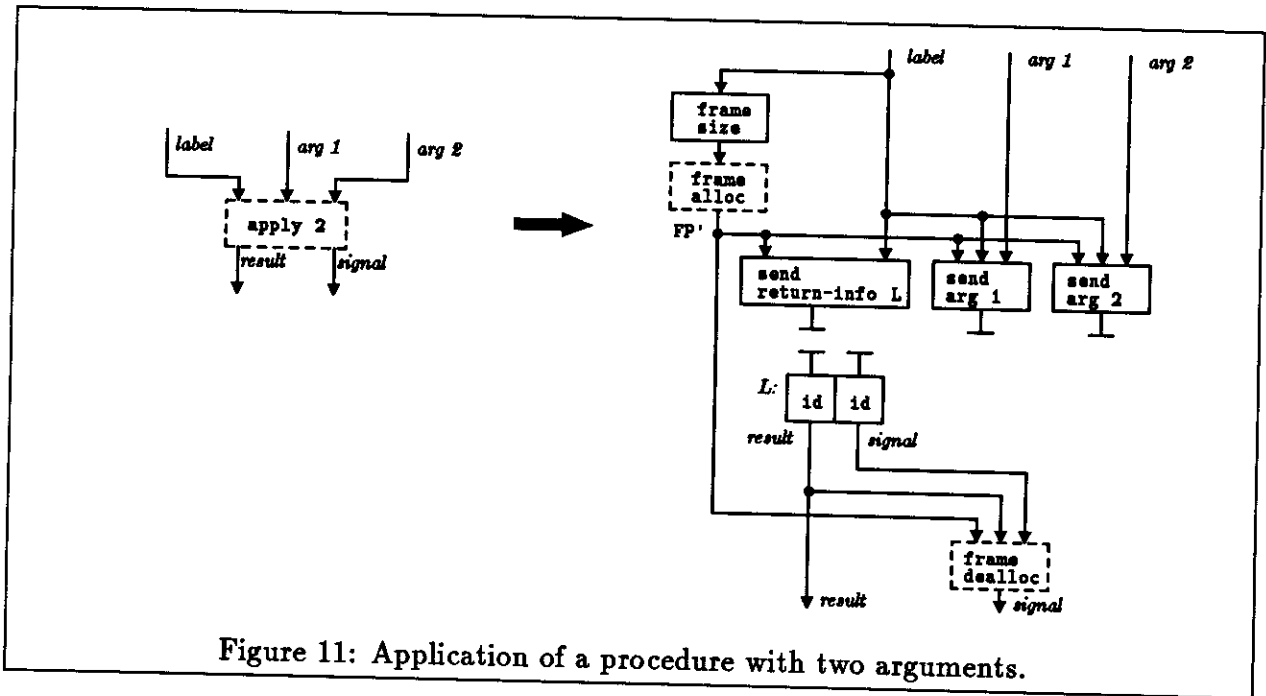 label
arg 1
arg 2
apply 2
result
signal
label
arg 1
arg 2
frame
size
frame
alloc
FP'
send
return-info L
send
arg 1
send
arg 2
L:
id
id
result
signal
frame
dealloc
result
signal
Figure 11: Application of a procedure with two arguments.